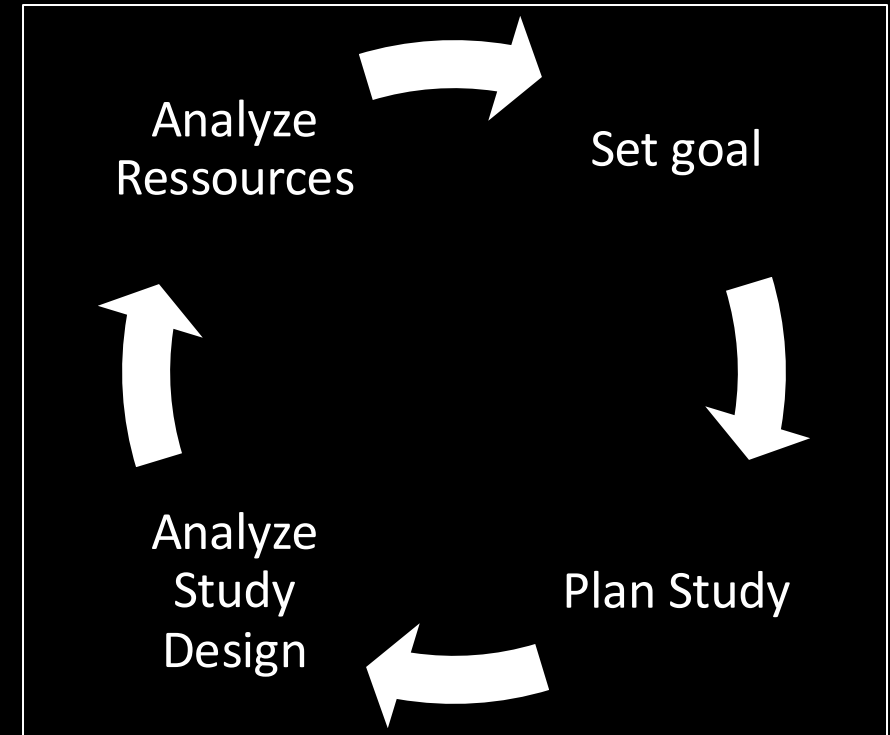 Analyze
Ressources
Set goal
Plan Study
Analyze
Study
Design